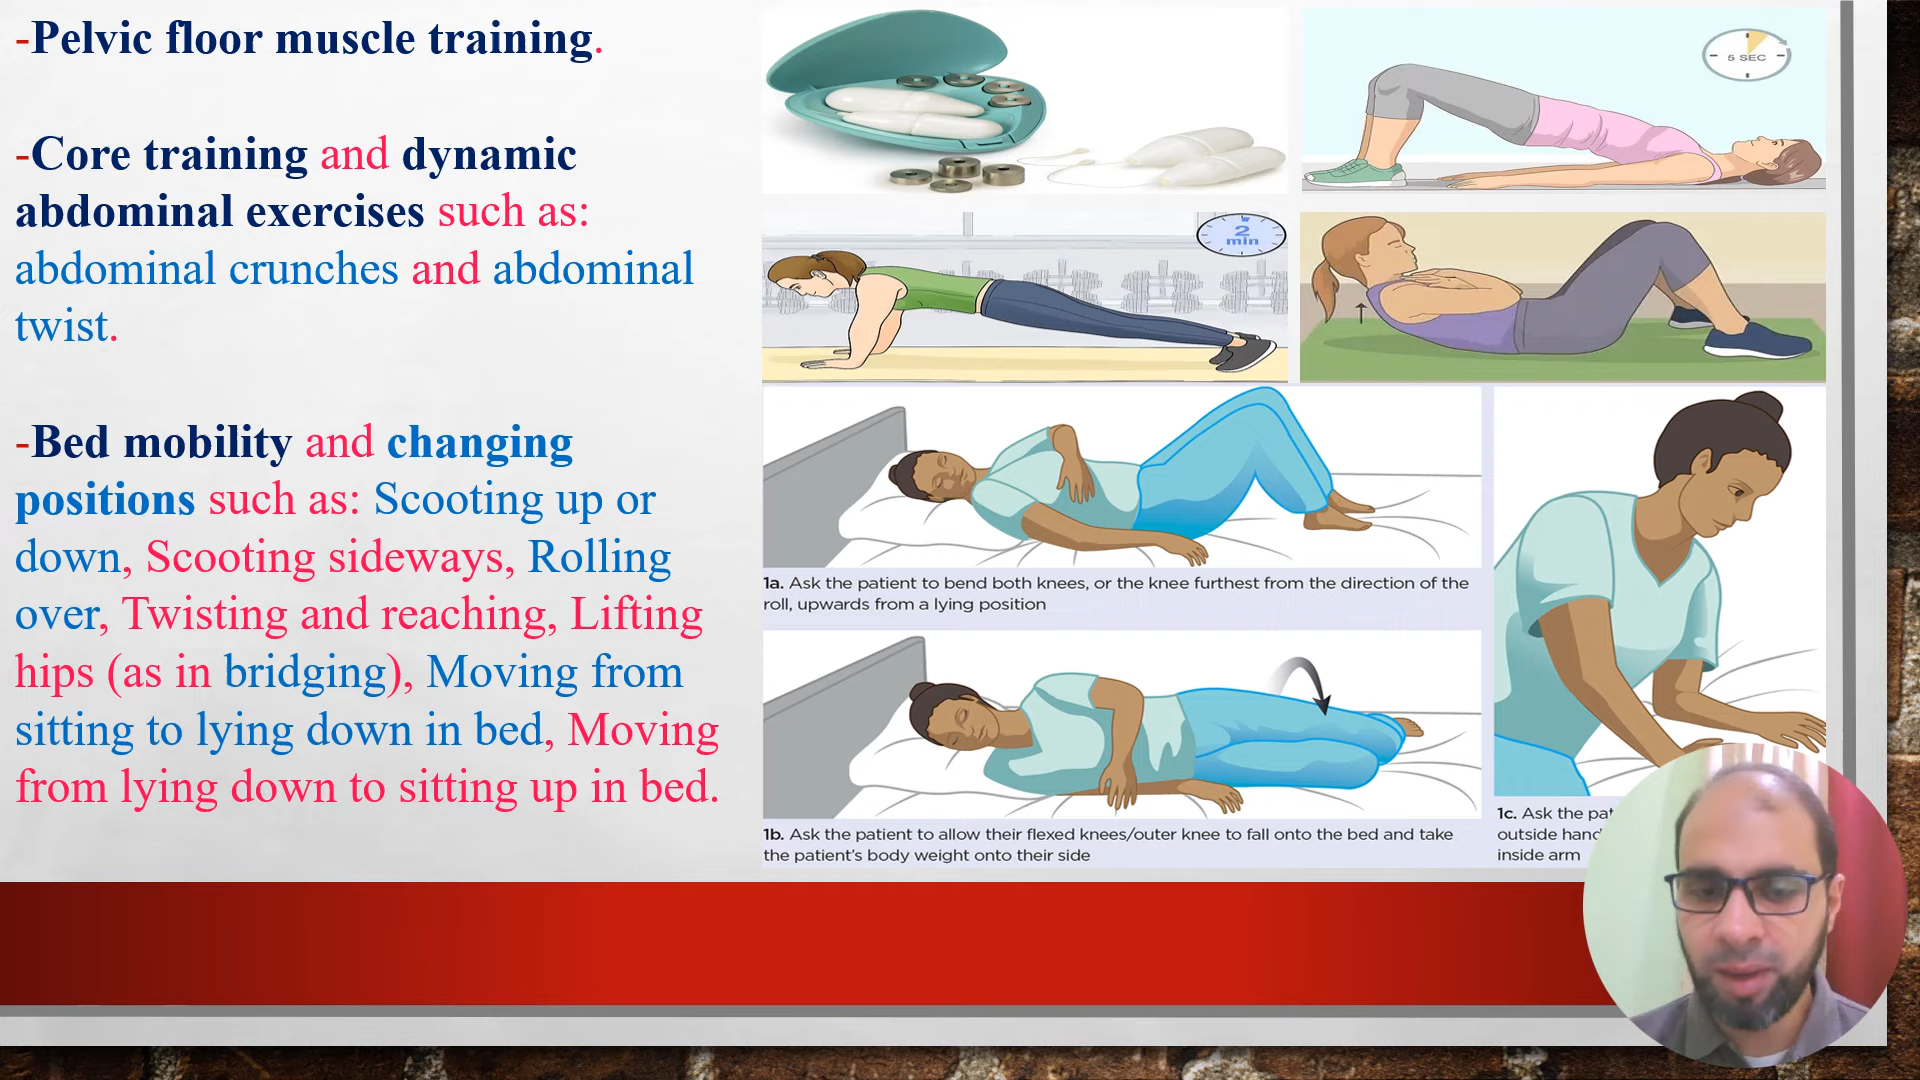 -Pelvic floor muscle training.
-Core training and dynamic
abdominal exercises such as:
abdominal crunches and abdominal
twist.
-Bed mobility and changing
positions such as: Scooting up or
down, Scooting sideways, Rolling
over, Twisting and reaching, Lifting
hips (as in bridging), Moving from
sitting to lying down in bed, Moving
from lying down to sitting up in bed.
5 SEC
2
min
1a. Ask the patient to bend both knees, or the knee furthest from the direction of the
roll, upwards from a lying position
1b. Ask the patient to allow their flexed knees/outer knee to fall onto the bed and take
the patient's body weight onto their side
1c. Ask the
outside
inside arm